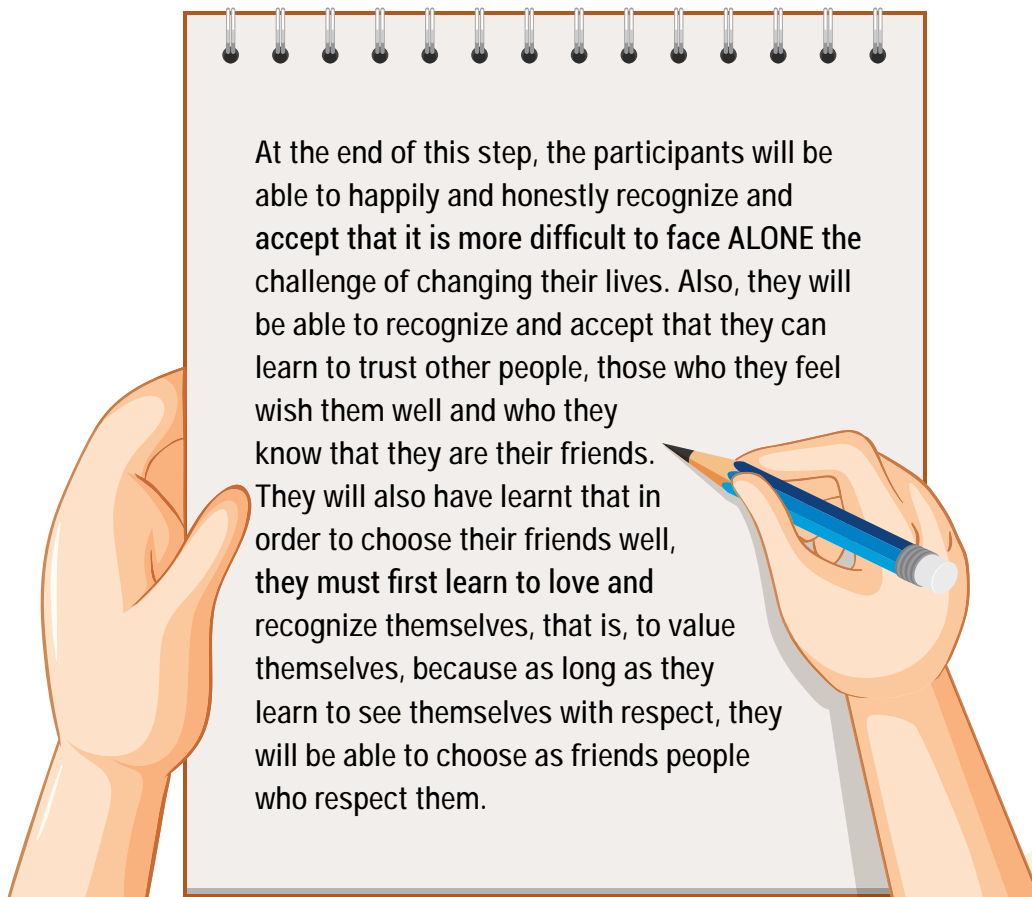 At the end of this step, the participants will be
able to happily and honestly recognize and
accept that it is more difficult to face ALONE the
challenge of changing their lives. Also, they will
be able to recognize and accept that they can
learn to trust other people, those who they feel
wish them well and who they
know that they are their friends.
They will also have learnt that in
order to choose their friends well,
they must first learn to love and
recognize themselves, that is, to value
themselves, because as long as they
learn to see themselves with respect, they
will be able to choose as friends people
who respect them.